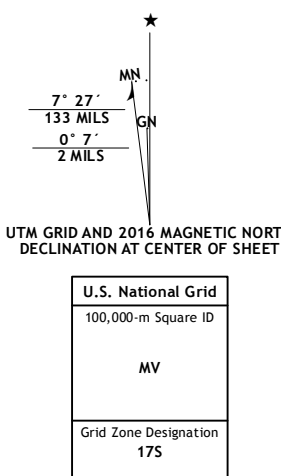 ★
MN
7° 27´
133 MILS
GN
0° 7´
2 MILS
UTM GRID AND 2016 MAGNETIC NORT
DECLINATION AT CENTER OF SHEET
U.S. National Grid
100,000-m Square ID
MV
Grid Zone Designation
17S